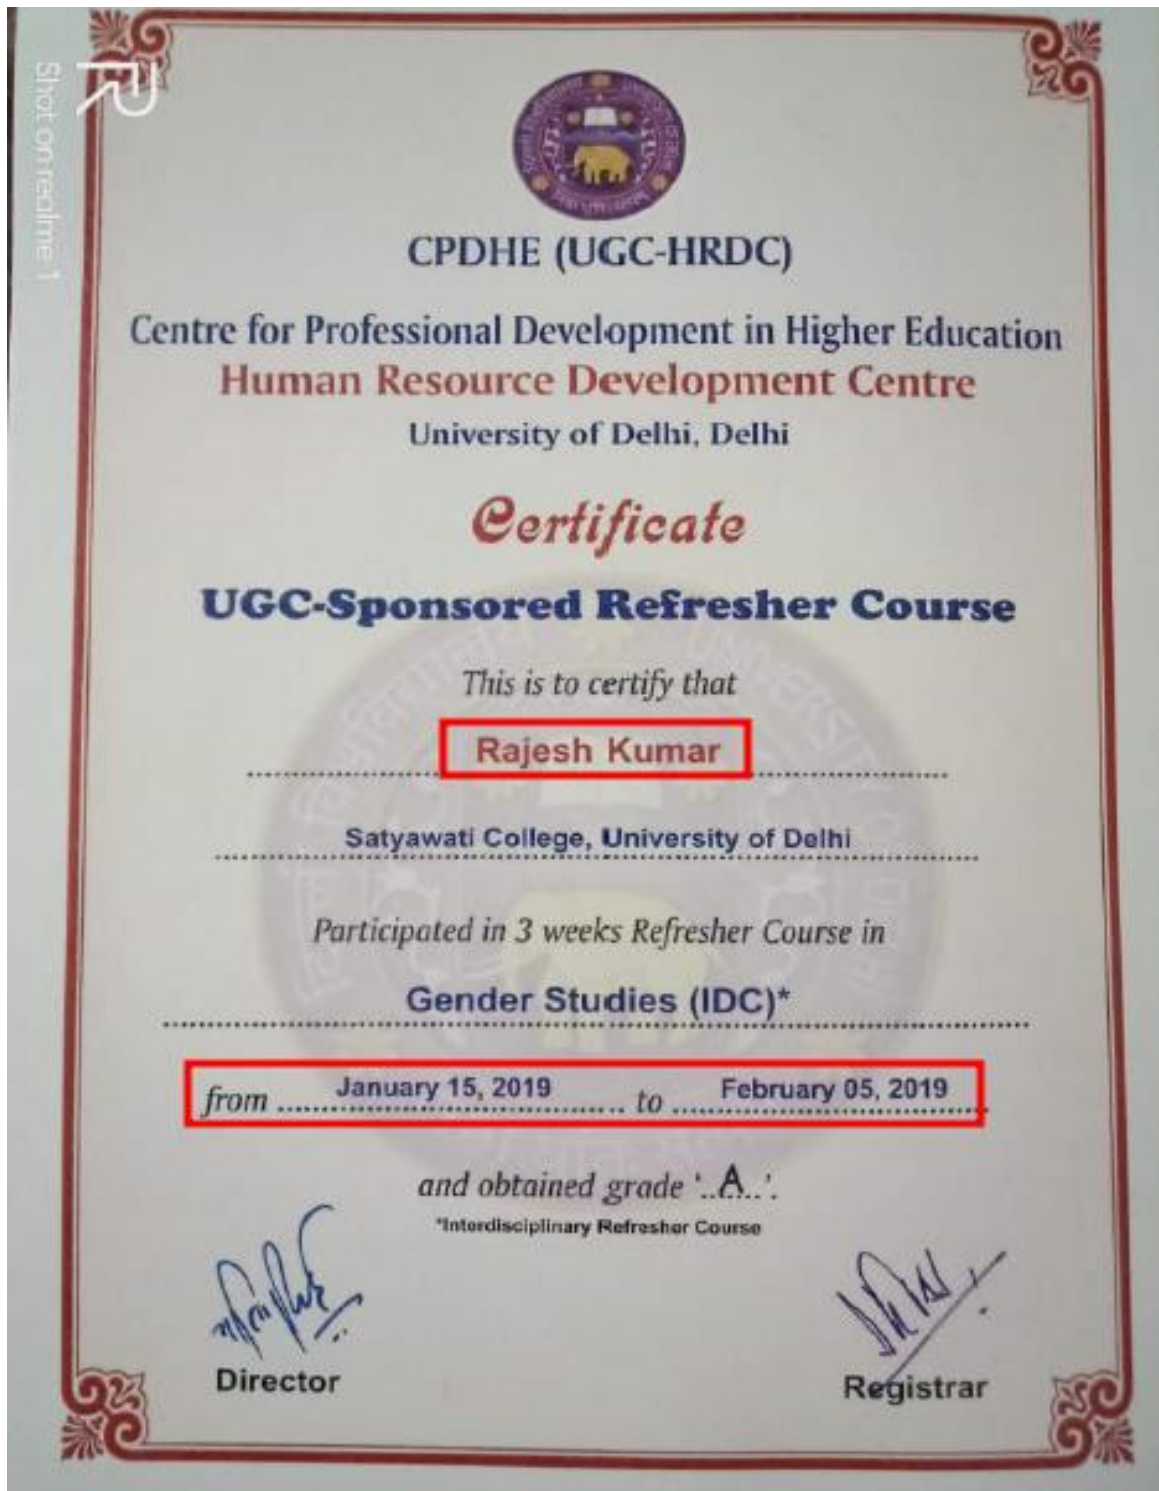 Shot on realme 1
CPDHE (UGC-HRDC)
Centre for Professional Development in Higher Education
Human Resource Development Centre
University of Delhi, Delhi
Certificate
UGC-Sponsored Refresher Course
This is to certify that
Rajesh Kumar
Satyawati College, University of Delhi
Participated in 3 weeks Refresher Course in
Gender Studies (IDC)*
from January 15, 2019 to February 05, 2019
and obtained grade '..A..'.
*Interdisciplinary Refresher Course
Director
Registrar